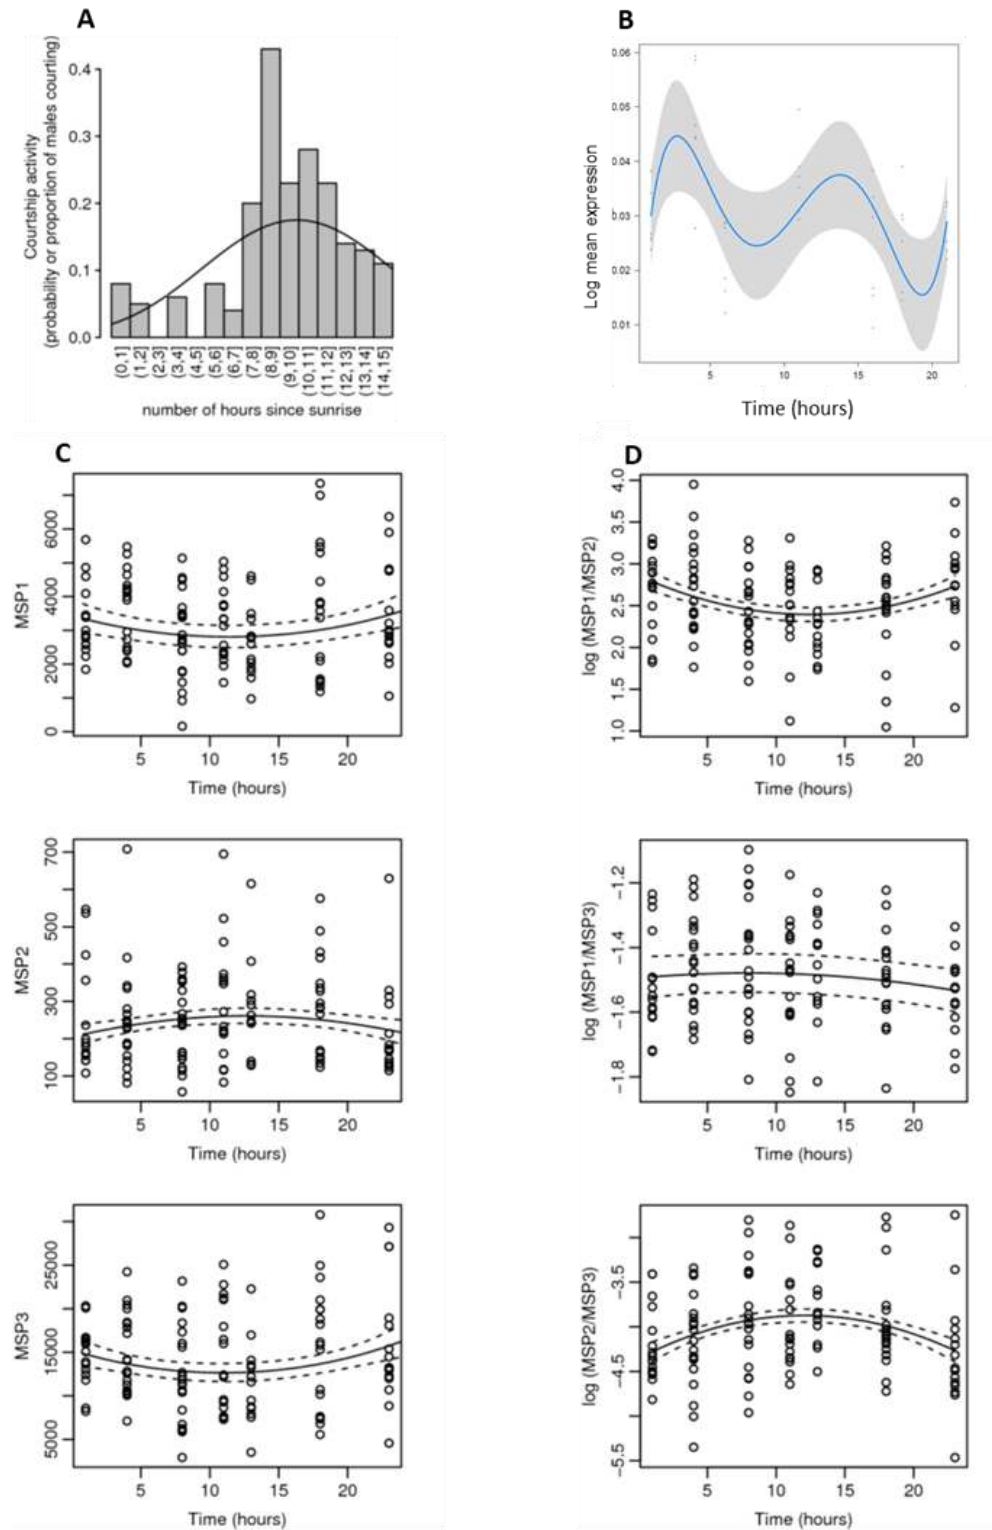 A
Courtship activity
(probability or proportion of males courting)
0.4
0.3
0.2
0.1
0.0
(0,1]
(1,2]
(2,3]
(3,4]
(4,5]
(5,6]
(6,7]
(7,8]
(8,9]
(9,10]
(10,11]
(11,12]
(12,13]
(13,14]
(14,15]
number of hours since sunrise
B
Log mean expression
0.06
0.05
0.04
0.03
0.02
0.01
5 10 15 20
Time (hours)
C
MSP1
6000
4000
2000
0
5 10 15 20
Time (hours)
D
log (MSP1/MSP2)
4.0
3.5
3.0
2.5
2.0
1.5
1.0
5 10 15 20
Time (hours)
MSP2
700
500
300
100
5 10 15 20
Time (hours)
log (MSP1/MSP3)
−1.2
−1.4
−1.6
−1.8
5 10 15 20
Time (hours)
MSP3
25000
15000
5000
5 10 15 20
Time (hours)
log (MSP2/MSP3)
−3.5
−4.5
−5.5
5 10 15 20
Time (hours)